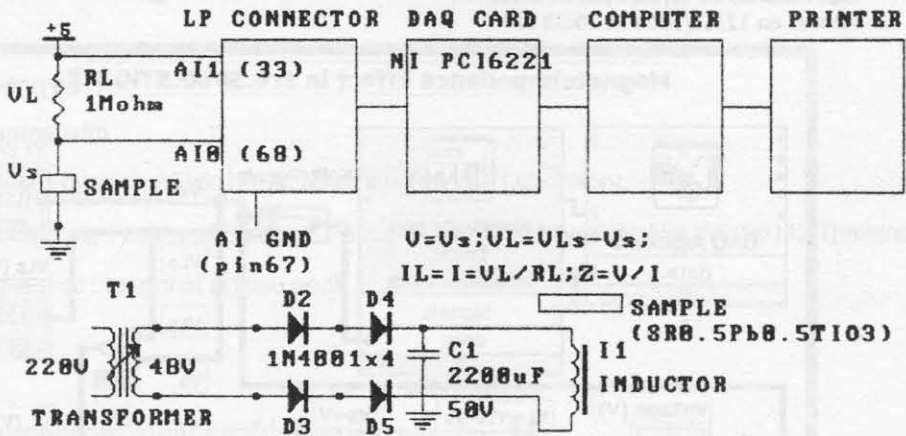 LP CONNECTOR
DAQ CARD
COMPUTER
PRINTER
+5
AI1 (33)
NI PCI6221
RL
VL
1Mohm
AI0 (68)
Vs
SAMPLE
AI GND
(pin67)
V=Vs;VL=VLs-Vs;
IL=I=VL/RL;Z=V/I
T1
D2
D4
SAMPLE
(SR0.5Pb0.5TIO3)
220V
48V
1N4001x4
C1
2200uF
50V
I1
INDUCTOR
TRANSFORMER
D3
D5